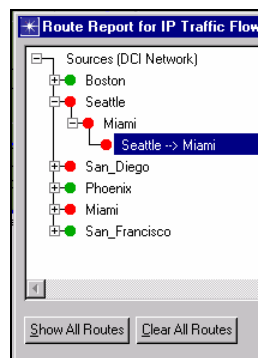 Route Report for IP Traffic Flow
Sources (DCI Network)
Boston
Seattle
Miami
Seattle --> Miami
San_Diego
Phoenix
Miami
San_Francisco
Show All Routes
Clear All Routes